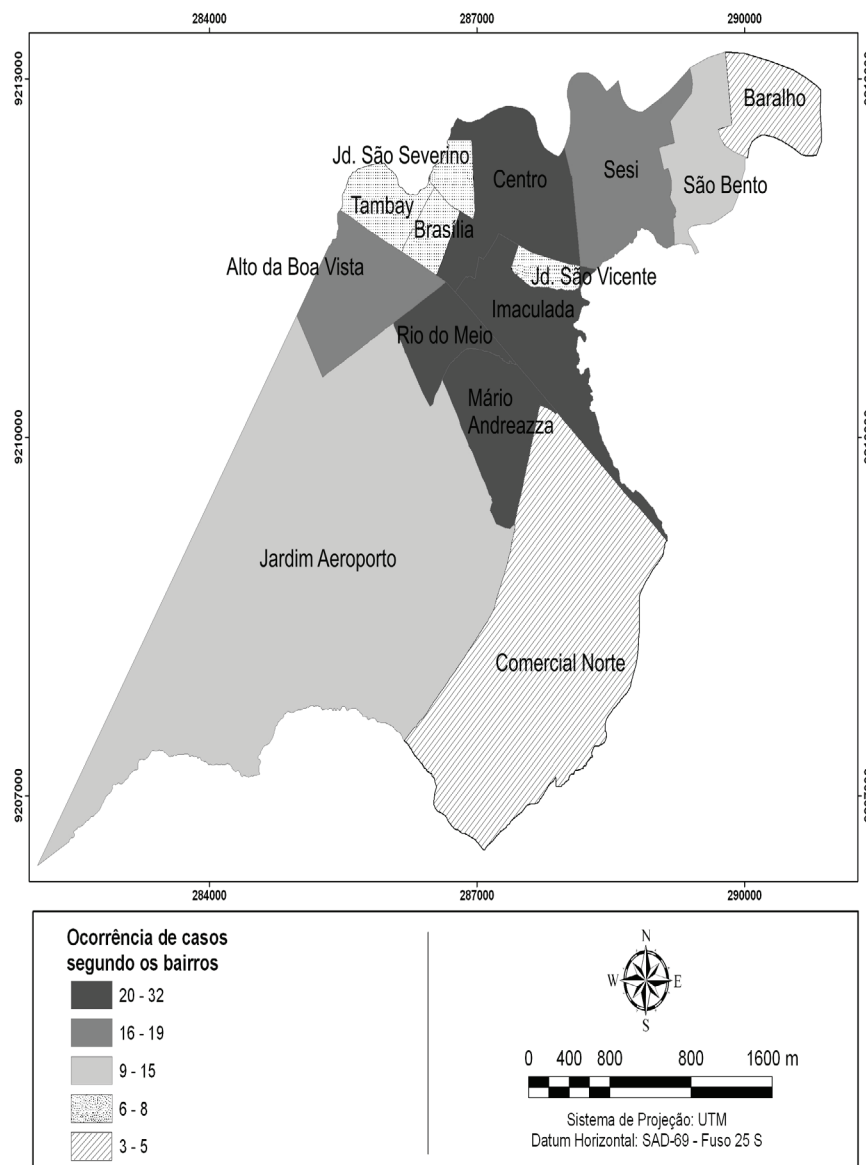 284000
287000
290000
9213000
Baralho
Jd. São Severino
Centro
Sesi
São Bento
Tambay
Brasília
Alto da Boa Vista
Jd. São Vicente
Imaculada
Rio do Meio
Mário
Andreazza
9210000
Jardim Aeroporto
Comercial Norte
9207000
284000
287000
290000
Ocorrência de casos
segundo os bairros
20 - 32
16 - 19
9 - 15
6 - 8
3 - 5
N
W
E
S
0 400 800 800 1600 m
Sistema de Projeção: UTM
Datum Horizontal: SAD-69 - Fuso 25 S